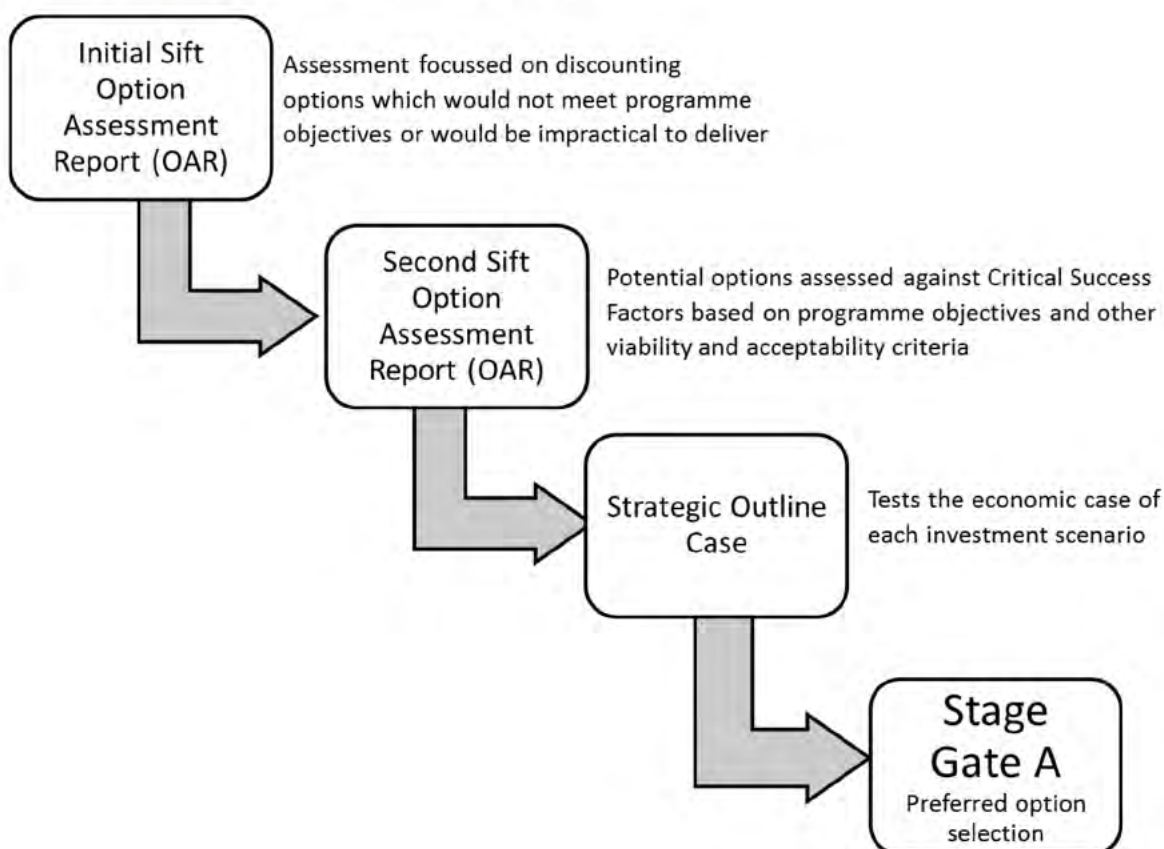 Initial Sift
Option
Assessment
Report (OAR)
Assessment focussed on discounting
options which would not meet programme
objectives or would be impractical to deliver
Second Sift
Option
Assessment
Report (OAR)
Potential options assessed against Critical Success
Factors based on programme objectives and other
viability and acceptability criteria
Strategic Outline
Case
Tests the economic case of
each investment scenario
Stage
Gate A
Preferred option
selection